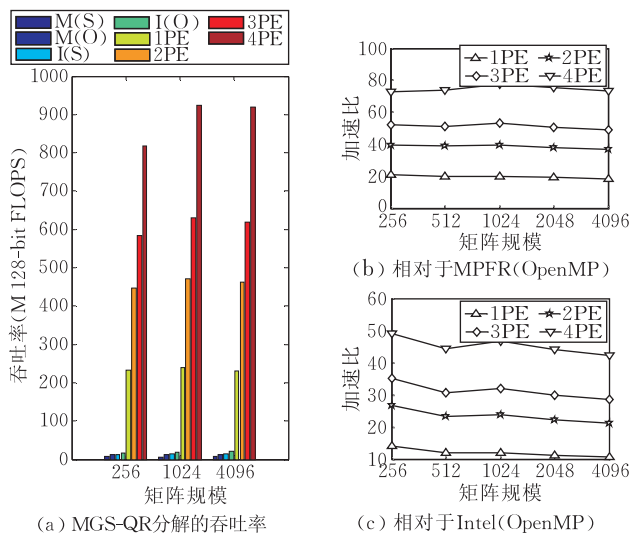 M(S) I(O) 3PE
M(O) 1PE 4PE
I(S) 2PE
1000
900
800
700
600
500
400
300
200
100
0
吞吐率(M 128-bit FLOPS)
256 1024 4096
矩阵规模
(a) MGS-QR分解的吞吐率
1PE 2PE
3PE 4PE
100
80
60
40
20
0
加速比
256 512 1024 2048 4096
矩阵规模
(b) 相对于MPFR(OpenMP)
1PE 2PE
3PE 4PE
60
50
40
30
20
10
加速比
256 512 1024 2048 4096
矩阵规模
(c) 相对于Intel(OpenMP)